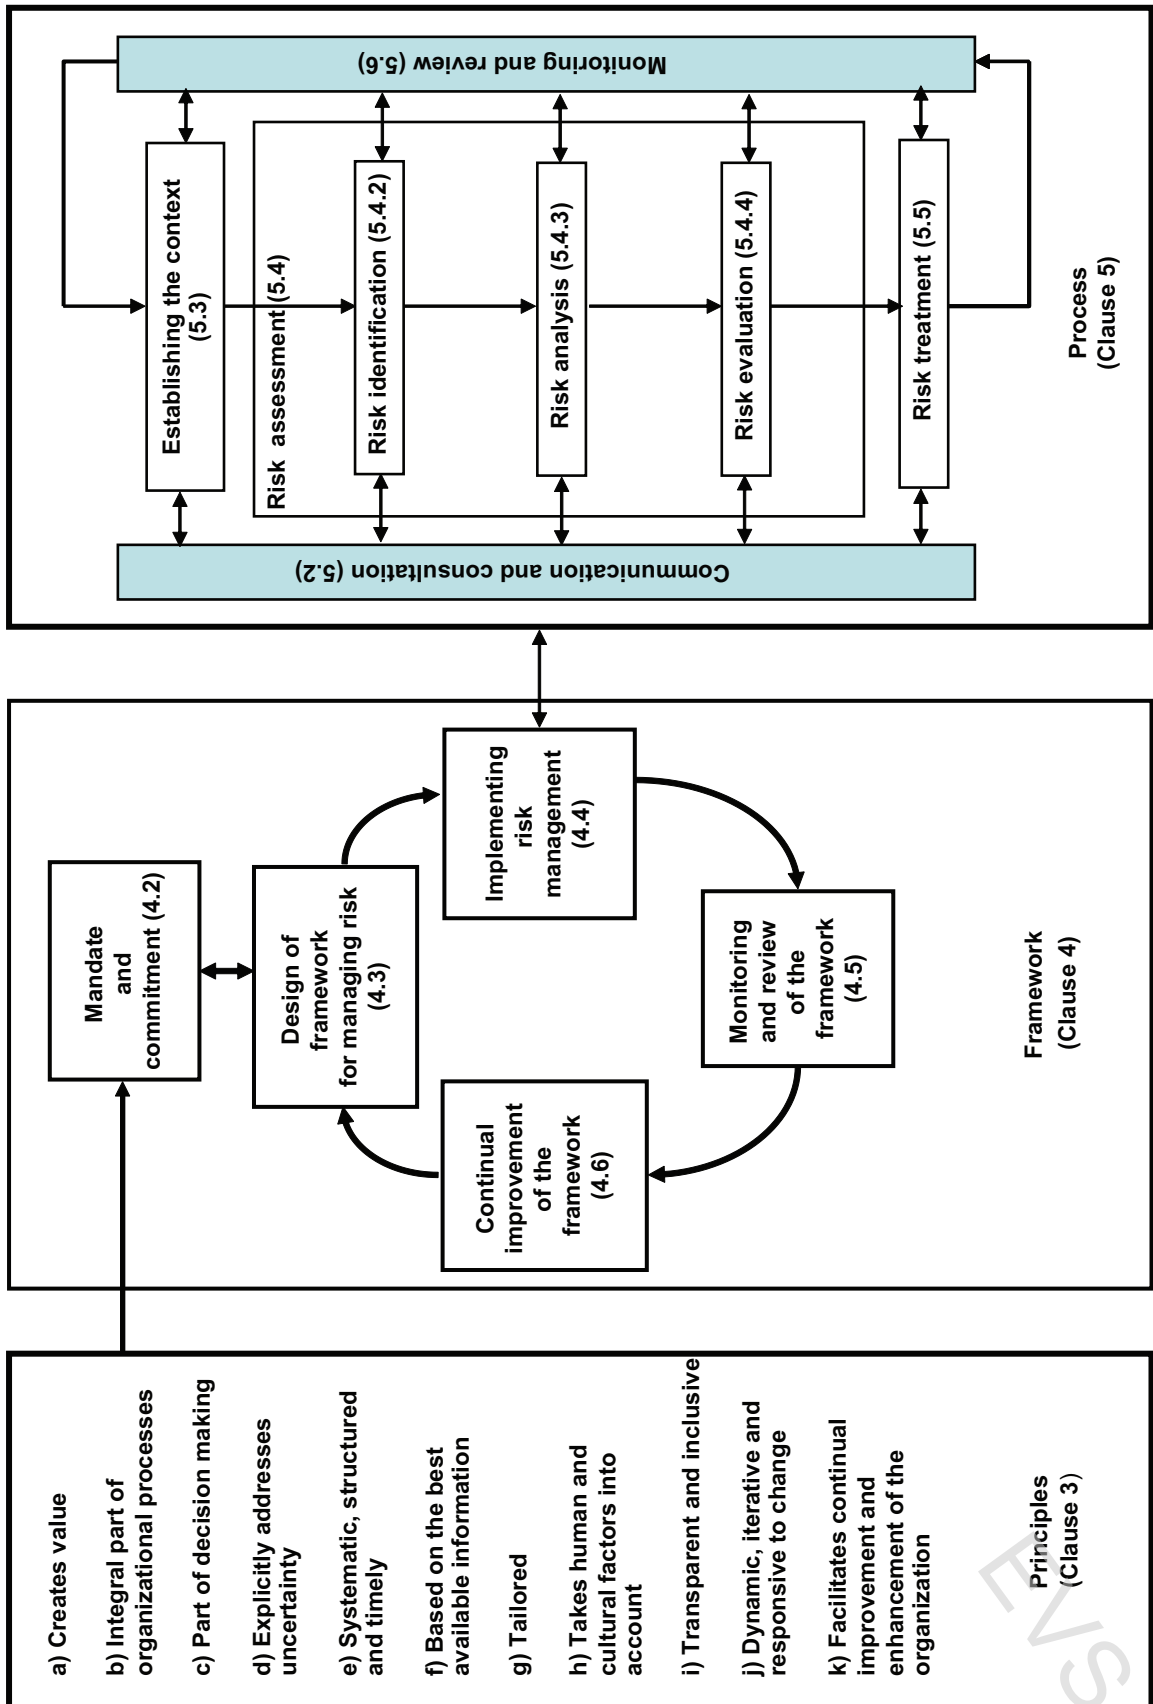 a) Creates value
b) Integral part of
organizational processes
c) Part of decision making
d) Explicitly addresses
uncertainty
e) Systematic, structured
and timely
f) Based on the best
available information
g) Tailored
h) Takes human and
cultural factors into
account
i) Transparent and inclusive
j) Dynamic, iterative and
responsive to change
k) Facilitates continual
improvement and
enhancement of the
organization
Principles
(Clause 3)
Mandate
and
commitment (4.2)
Design of
framework
for managing risk
(4.3)
Implementing
risk
management
(4.4)
Monitoring
and review
of the
framework
(4.5)
Continual
improvement
of the
framework
(4.6)
Framework
(Clause 4)
Communication and consultation (5.2)
Establishing the context
(5.3)
Risk assessment (5.4)
Risk identification (5.4.2)
Risk analysis (5.4.3)
Risk evaluation (5.4.4)
Risk treatment (5.5)
Monitoring and review (5.6)
Process
(Clause 5)
EVS